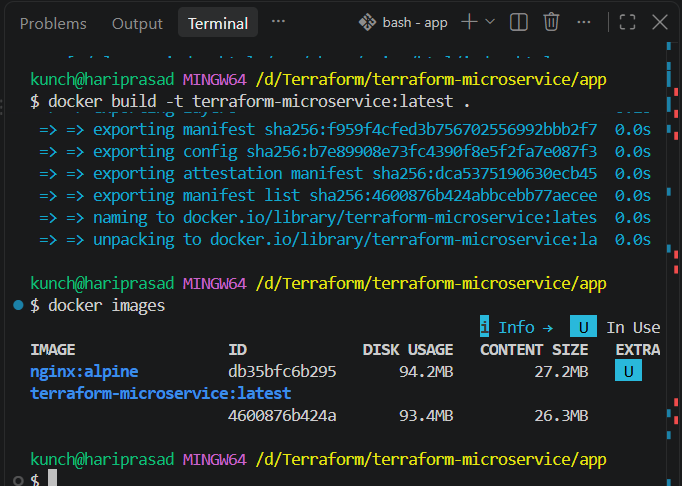 Problems Output Terminal ... bash - app
kunch@hariprasad MINGW64 /d/Terraform/terraform-microservice/app
$ docker build -t terraform-microservice:latest .
=> => exporting manifest sha256:f959f4cfed3b756702556992bbb2f7 0.0s
=> => exporting config sha256:b7e89908e73fc4390f8e5f2fa7e087f3 0.0s
=> => exporting attestation manifest sha256:dca5375190630ecb45 0.0s
=> => exporting manifest list sha256:4600876b424abbcebb77aecee 0.0s
=> => naming to docker.io/library/terraform-microservice:lates 0.0s
=> => unpacking to docker.io/library/terraform-microservice:la 0.0s
kunch@hariprasad MINGW64 /d/Terraform/terraform-microservice/app
$ docker images
i Info → U In Use
IMAGE ID DISK USAGE CONTENT SIZE EXTRA
nginx:alpine db35bfc6b295 94.2MB 27.2MB U
terraform-microservice:latest
4600876b424a 93.4MB 26.3MB
kunch@hariprasad MINGW64 /d/Terraform/terraform-microservice/app
$